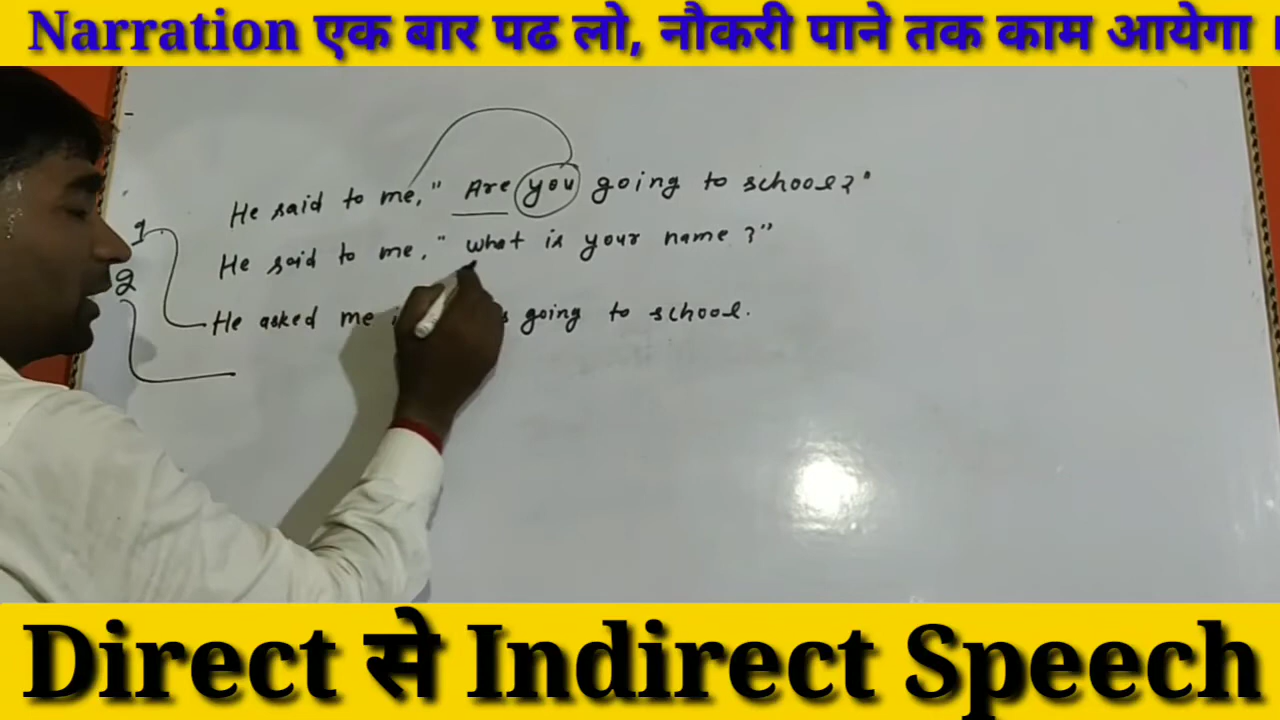 Narration एक बार पढ लो, नौकरी पाने तक काम आयेगा ।
He said to me," Are you going to school?"
1 He said to me," what is your name ?"
2
He asked me going to school.
Direct से Indirect Speech